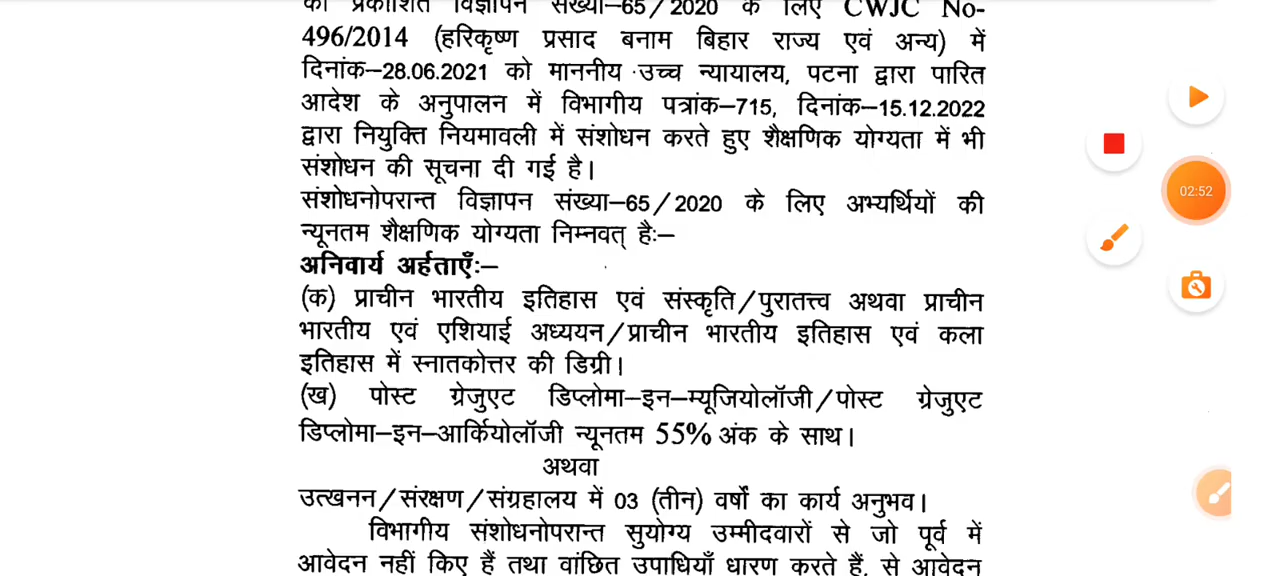 को प्रकाशित विज्ञापन संख्या–65/2020 के लिए CWJC No-
496/2014 (हरिकृष्ण प्रसाद बनाम बिहार राज्य एवं अन्य) में
दिनांक–28.06.2021 को माननीय उच्च न्यायालय, पटना द्वारा पारित
आदेश के अनुपालन में विभागीय पत्रांक–715, दिनांक–15.12.2022
द्वारा नियुक्ति नियमावली में संशोधन करते हुए शैक्षणिक योग्यता में भी
संशोधन की सूचना दी गई है।
संशोधनोपरान्त विज्ञापन संख्या–65/2020 के लिए अभ्यर्थियों की
न्यूनतम शैक्षणिक योग्यता निम्नवत् हैः–
अनिवार्य अर्हताएँः–
(क) प्राचीन भारतीय इतिहास एवं संस्कृति/पुरातत्त्व अथवा प्राचीन
भारतीय एवं एशियाई अध्ययन/प्राचीन भारतीय इतिहास एवं कला
इतिहास में स्नातकोत्तर की डिग्री।
(ख) पोस्ट ग्रेजुएट डिप्लोमा–इन–म्यूजियोलॉजी/पोस्ट ग्रेजुएट
डिप्लोमा–इन–आर्कियोलॉजी न्यूनतम 55% अंक के साथ।
अथवा
उत्खनन/संरक्षण/संग्रहालय में 03 (तीन) वर्षों का कार्य अनुभव।
विभागीय संशोधनोपरान्त सुयोग्य उम्मीदवारों से जो पूर्व में
आवेदन नहीं किए हैं तथा वांछित उपाधियाँ धारण करते हैं, से आवेदन
02:52